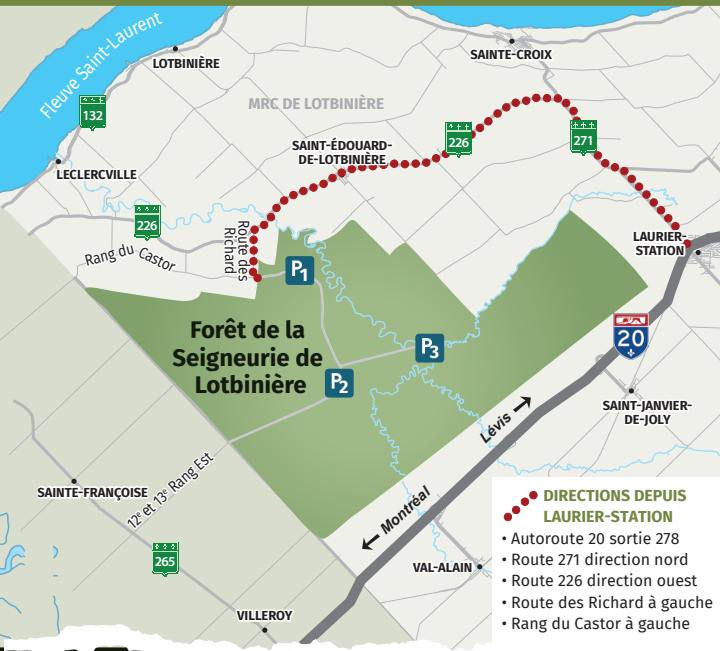 Fleuve Saint-Laurent
LOTBINIÈRE
SAINTE-CROIX
132
MRC DE LOTBINIÈRE
SAINT-ÉDOUARD-
DE-LOTBINIÈRE
226
271
LECLERCVILLE
226
Rang du Castor
Route des
Richard
LAURIER-
STATION
P1
Forêt de la
Seigneurie de
Lotbinière
P2
P3
20
SAINT-JANVIER-
DE-JOLY
Lévis
Montréal
SAINTE-FRANÇOISE
12e et 13e Rang Est
265
VAL-ALAIN
VILLEROY
DIRECTIONS DEPUIS
LAURIER-STATION
• Autoroute 20 sortie 278
• Route 271 direction nord
• Route 226 direction ouest
• Route des Richard à gauche
• Rang du Castor à gauche